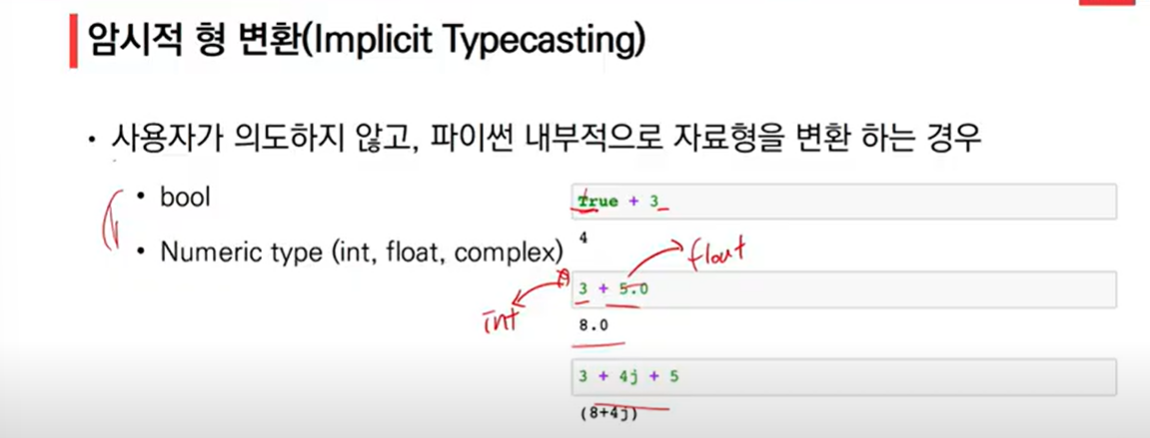 암시적 형 변환(Implicit Typecasting)
• 사용자가 의도하지 않고, 파이썬 내부적으로 자료형을 변환 하는 경우
• bool
• Numeric type (int, float, complex)
True + 3
4
float
3 + 5.0
int
8.0
3 + 4j + 5
(8+4j)